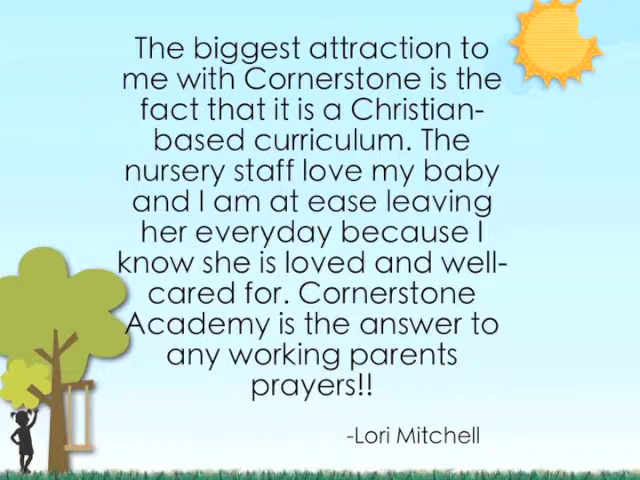 The biggest attraction to
me with Cornerstone is the
fact that it is a Christian-
based curriculum. The
nursery staff love my baby
and I am at ease leaving
her everyday because I
know she is loved and well-
cared for. Cornerstone
Academy is the answer to
any working parents
prayers!!
-Lori Mitchell